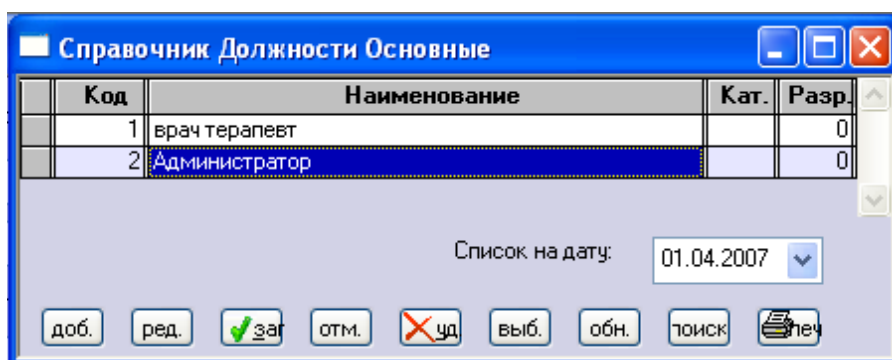 Справочник Должности Основные
Код Наименование Кат. Разр.
1 врач терапевт 0
2 Администратор 0
Список на дату: 01.04.2007
доб. ред. заг отм. уд выб. обн. поиск печ